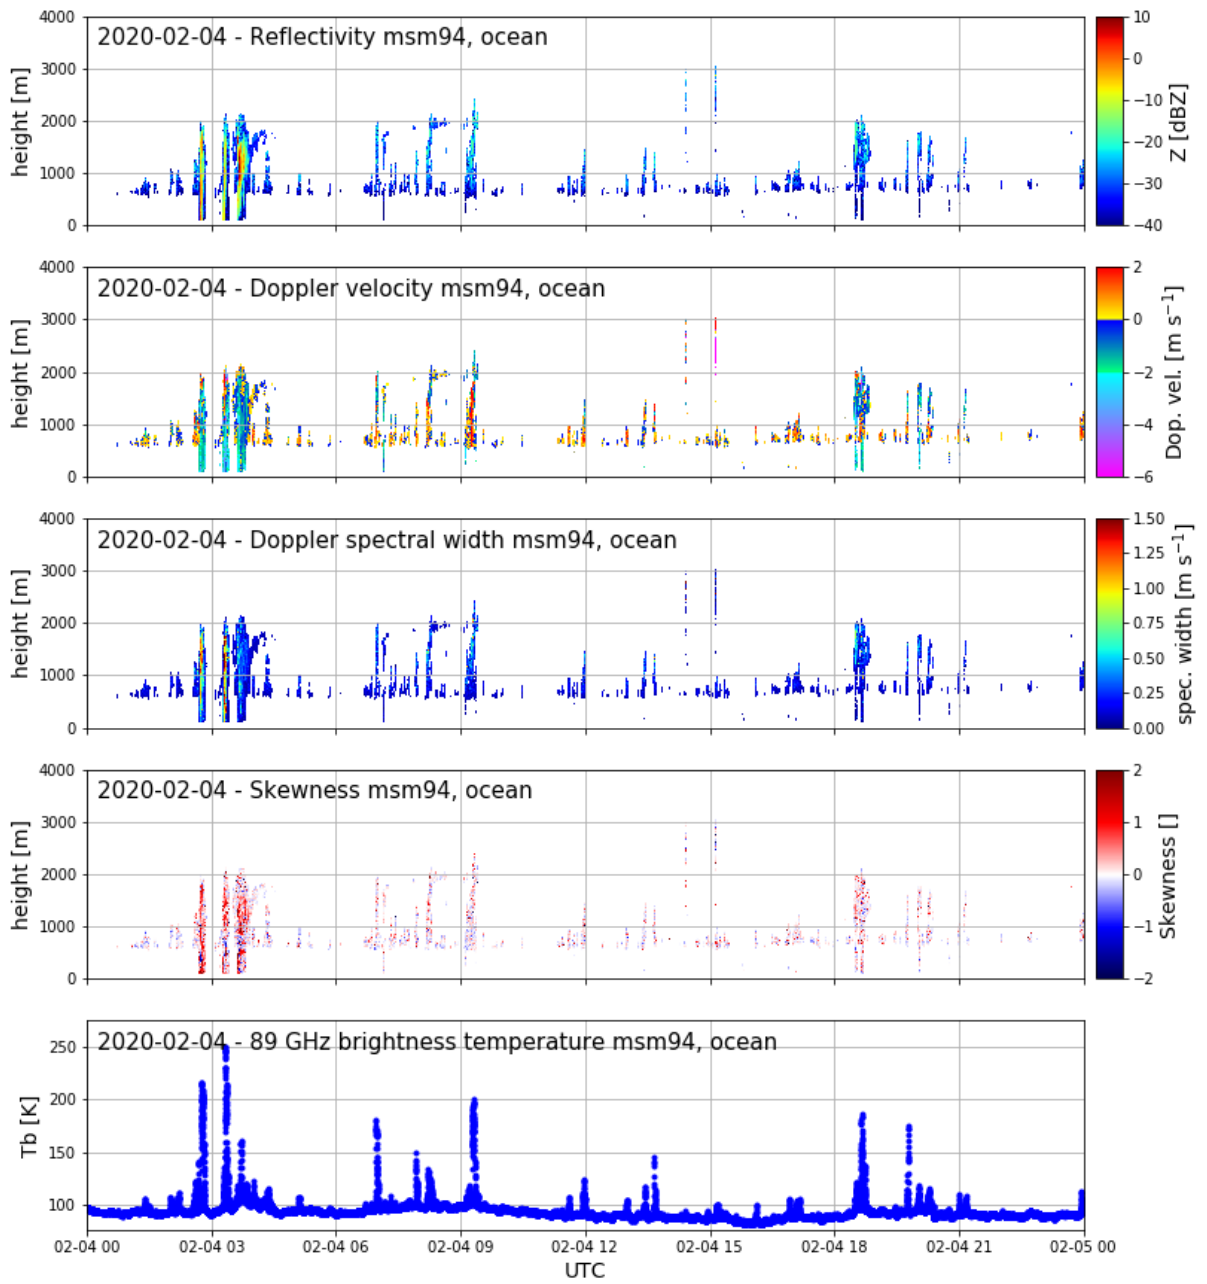 4000
3000
2000
1000
0
height [m]
2020-02-04 - Reflectivity msm94, ocean
10
0
−10
−20
−30
−40
Z [dBZ]
4000
3000
2000
1000
0
height [m]
2020-02-04 - Doppler velocity msm94, ocean
2
0
−2
−4
−6
Dop. vel. [m s⁻¹]
4000
3000
2000
1000
0
height [m]
2020-02-04 - Doppler spectral width msm94, ocean
1.50
1.25
1.00
0.75
0.50
0.25
0.00
spec. width [m s⁻¹]
4000
3000
2000
1000
0
height [m]
2020-02-04 - Skewness msm94, ocean
2
1
0
−1
−2
Skewness []
250
200
150
100
Tb [K]
2020-02-04 - 89 GHz brightness temperature msm94, ocean
02-04 00 02-04 03 02-04 06 02-04 09 02-04 12 02-04 15 02-04 18 02-04 21 02-05 00
UTC